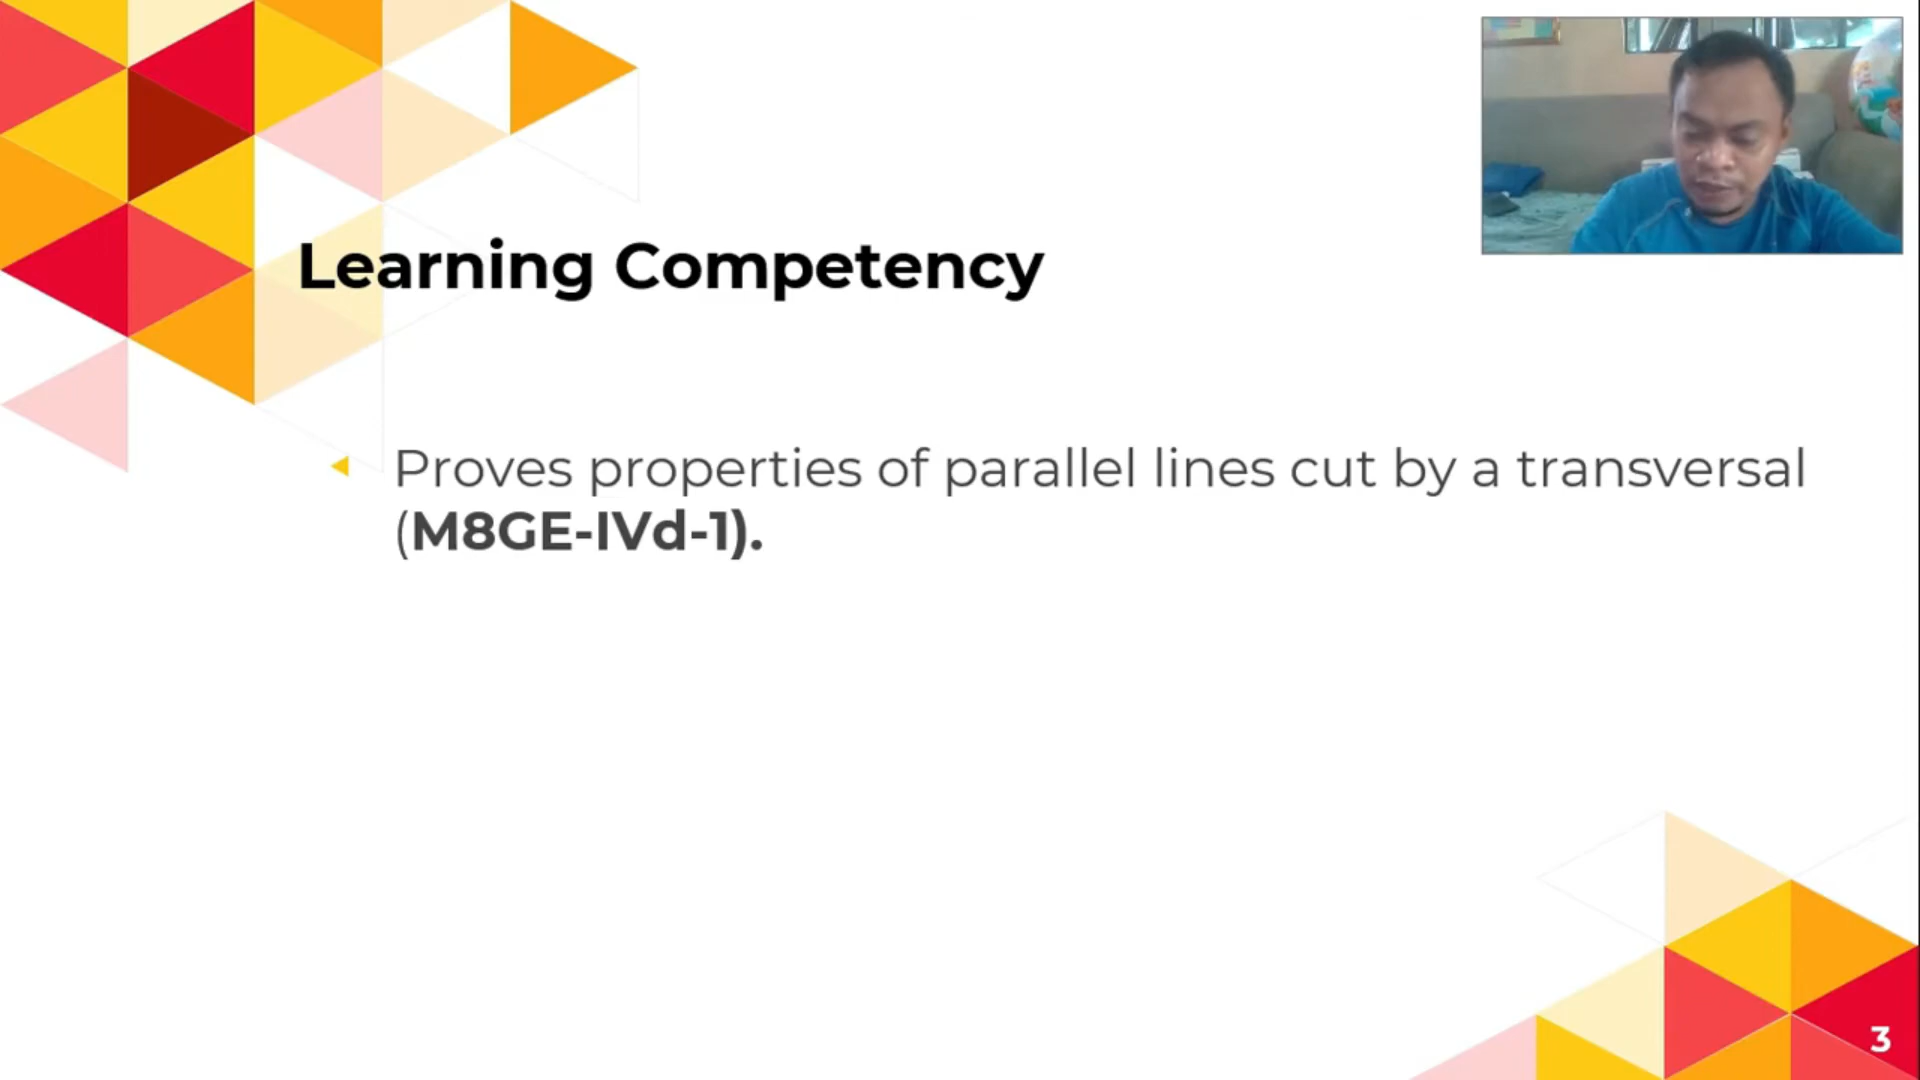 Learning Competency
Proves properties of parallel lines cut by a transversal
(M8GE-IVd-1).
3